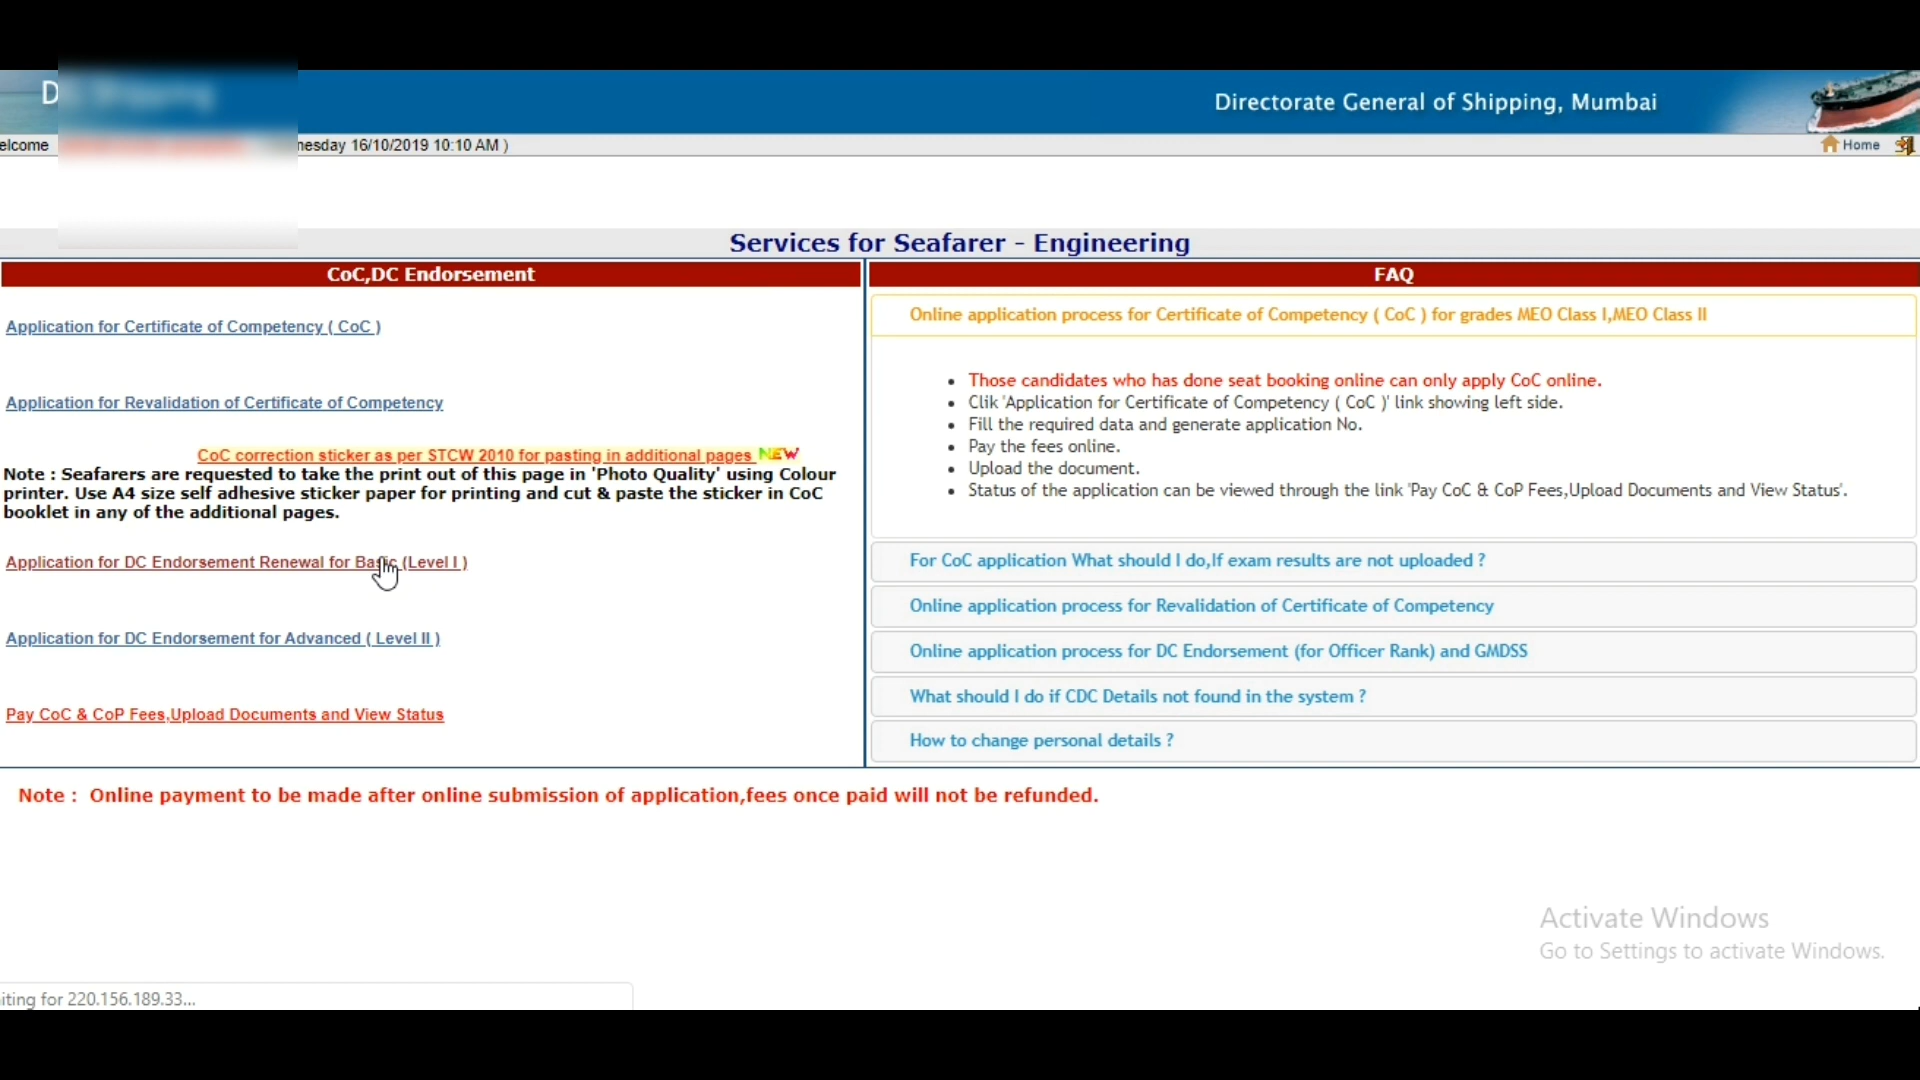 Directorate General of Shipping, Mumbai
elcome
nesday 16/10/2019 10:10 AM )
Home
Services for Seafarer - Engineering
CoC,DC Endorsement
Application for Certificate of Competency ( CoC )
Application for Revalidation of Certificate of Competency
CoC correction sticker as per STCW 2010 for pasting in additional pages NEW
Note : Seafarers are requested to take the print out of this page in 'Photo Quality' using Colour
printer. Use A4 size self adhesive sticker paper for printing and cut & paste the sticker in CoC
booklet in any of the additional pages.
Application for DC Endorsement Renewal for Basic (Level I )
Application for DC Endorsement for Advanced ( Level II )
Pay CoC & CoP Fees,Upload Documents and View Status
FAQ
Online application process for Certificate of Competency ( CoC ) for grades MEO Class I,MEO Class II
Those candidates who has done seat booking online can only apply CoC online.
Clik 'Application for Certificate of Competency ( CoC )' link showing left side.
Fill the required data and generate application No.
Pay the fees online.
Upload the document.
Status of the application can be viewed through the link 'Pay CoC & CoP Fees,Upload Documents and View Status'.
For CoC application What should I do,If exam results are not uploaded ?
Online application process for Revalidation of Certificate of Competency
Online application process for DC Endorsement (for Officer Rank) and GMDSS
What should I do if CDC Details not found in the system ?
How to change personal details ?
Note : Online payment to be made after online submission of application,fees once paid will not be refunded.
Activate Windows
Go to Settings to activate Windows.
iting for 220.156.189.33...